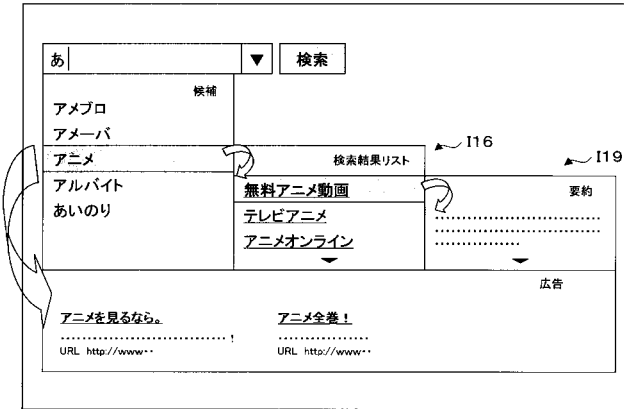 あ
▼
検索
候補
アメブロ
アメーバ
アニメ
アルバイト
あいのり
I16
検索結果リスト
無料アニメ動画
テレビアニメ
アニメオンライン
I19
要約
広告
アニメを見るなら。
……………………………!
URL http://www‥
アニメ全巻！
………………
URL http://www‥